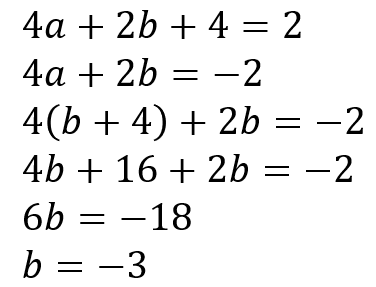 4a + 2b + 4 = 2
4a + 2b = −2
4(b + 4) + 2b = −2
4b + 16 + 2b = −2
6b = −18
b = −3